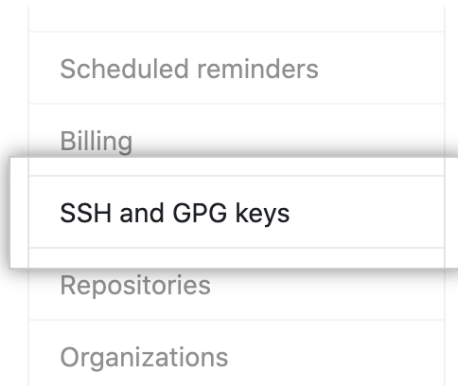 Scheduled reminders
Billing
SSH and GPG keys
Repositories
Organizations